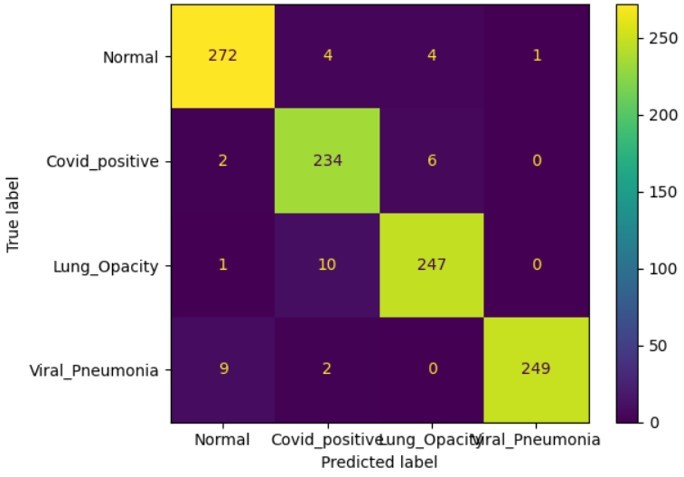 Normal 272 4 4 1
Covid_positive 2 234 6 0
Lung_Opacity 1 10 247 0
Viral_Pneumonia 9 2 0 249
True label
Normal Covid_positive Lung_Opacity Viral_Pneumonia
Predicted label
250
200
150
100
50
0